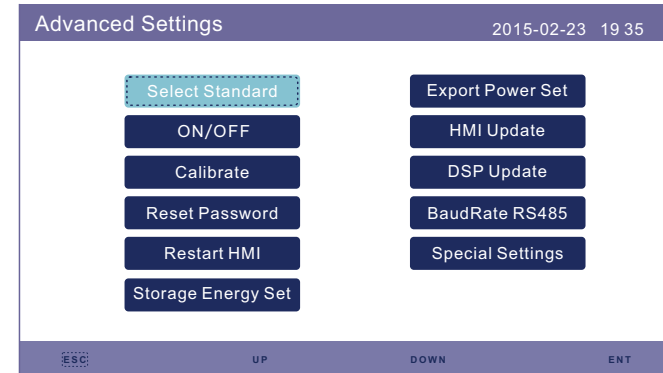 Advanced Settings 2015-02-23 19 35
Select Standard Export Power Set
ON/OFF HMI Update
Calibrate DSP Update
Reset Password BaudRate RS485
Restart HMI Special Settings
Storage Energy Set
ESC UP DOWN ENT